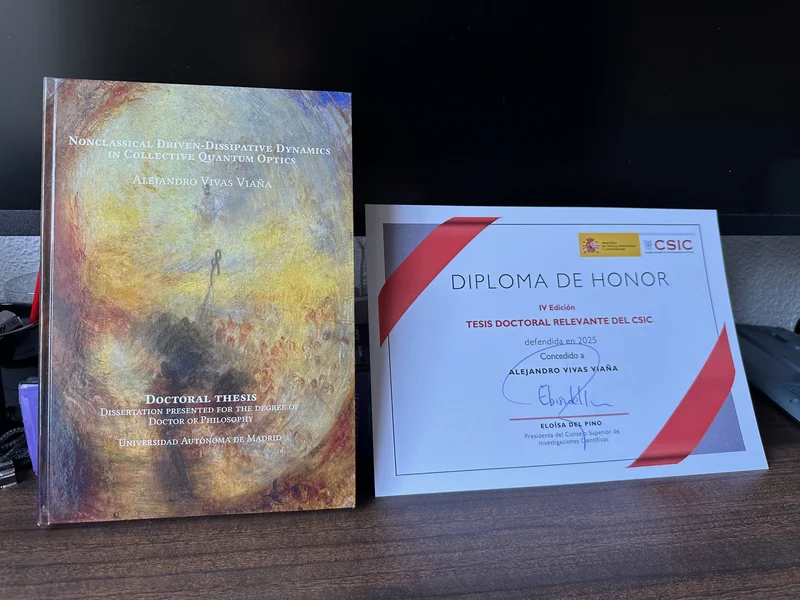 NONCLASSICAL DRIVEN-DISSIPATIVE DYNAMICS
IN COLLECTIVE QUANTUM OPTICS
ALEJANDRO VIVAS VIAÑA
DOCTORAL THESIS
DISSERTATION PRESENTED FOR THE DEGREE OF
DOCTOR OF PHILOSOPHY
UNIVERSIDAD AUTÓNOMA DE MADRID
CSIC
DIPLOMA DE HONOR
IV Edición
TESIS DOCTORAL RELEVANTE DEL CSIC
defendida en 2025
Concedido a
ALEJANDRO VIVAS VIAÑA
ELOÍSA DEL PINO
Presidenta del Consejo Superior de
Investigaciones Científicas